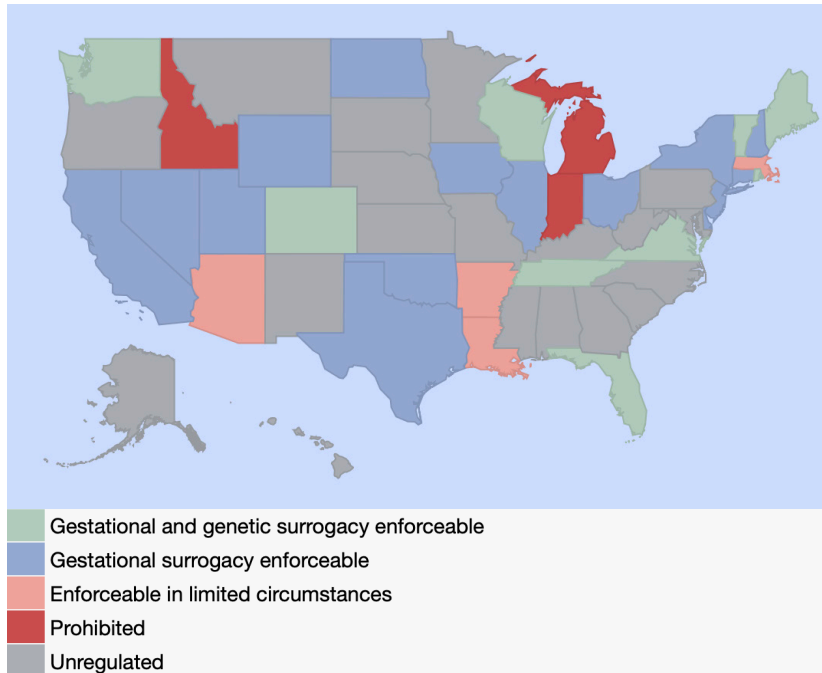 Gestational and genetic surrogacy enforceable
Gestational surrogacy enforceable
Enforceable in limited circumstances
Prohibited
Unregulated